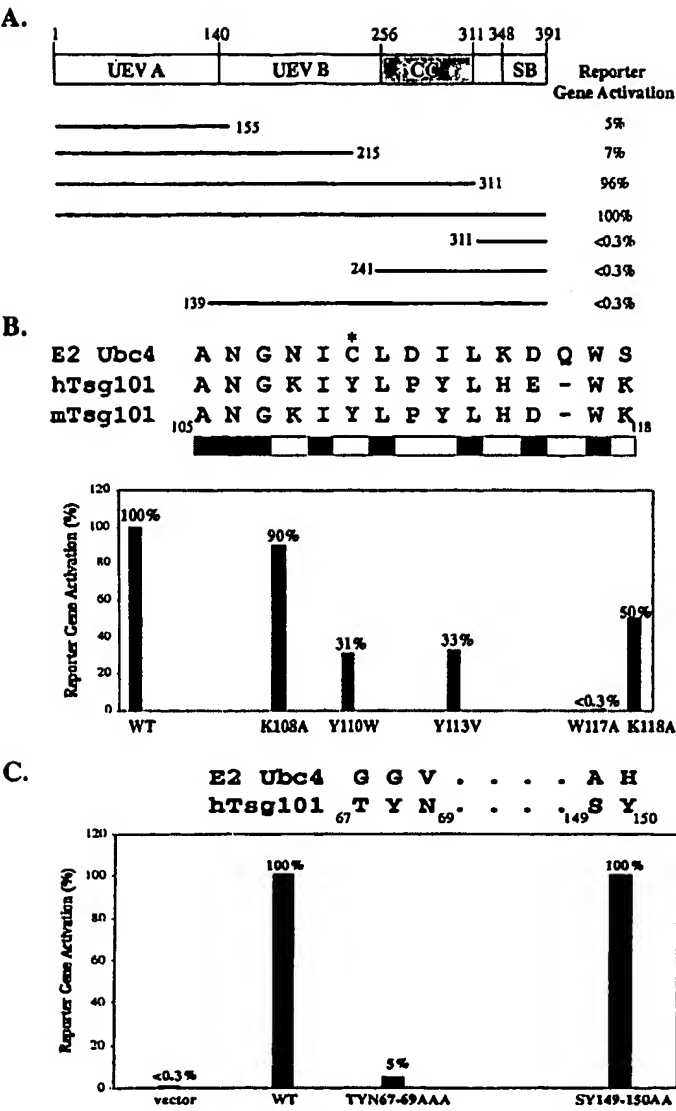 A.
1 140 256 311 348 391
UEV A UEV B CC SB
Reporter
Gene Activation
155 5%
215 7%
311 96%
100%
311 <0.3%
241 <0.3%
139 <0.3%
B.
*
E2 Ubc4 A N G N I C L D I L K D Q W S
hTsg101 A N G K I Y L P Y L H E - W K
mTsg101 A N G K I Y L P Y L H D - W K
105 118
Reporter Gene Activation (%)
120
100
80
60
40
20
0
100% 90% 31% 33% <0.3% 50%
WT K108A Y110W Y113V W117A K118A
C.
E2 Ubc4 G G V . . . . A H
hTsg101 T Y N . . . . S Y
67 69 149 150
Reporter Gene Activation (%)
120
100
80
60
40
20
0
<0.3% 100% 5% 100%
vector WT TYN67-69AAA SY149-150AA